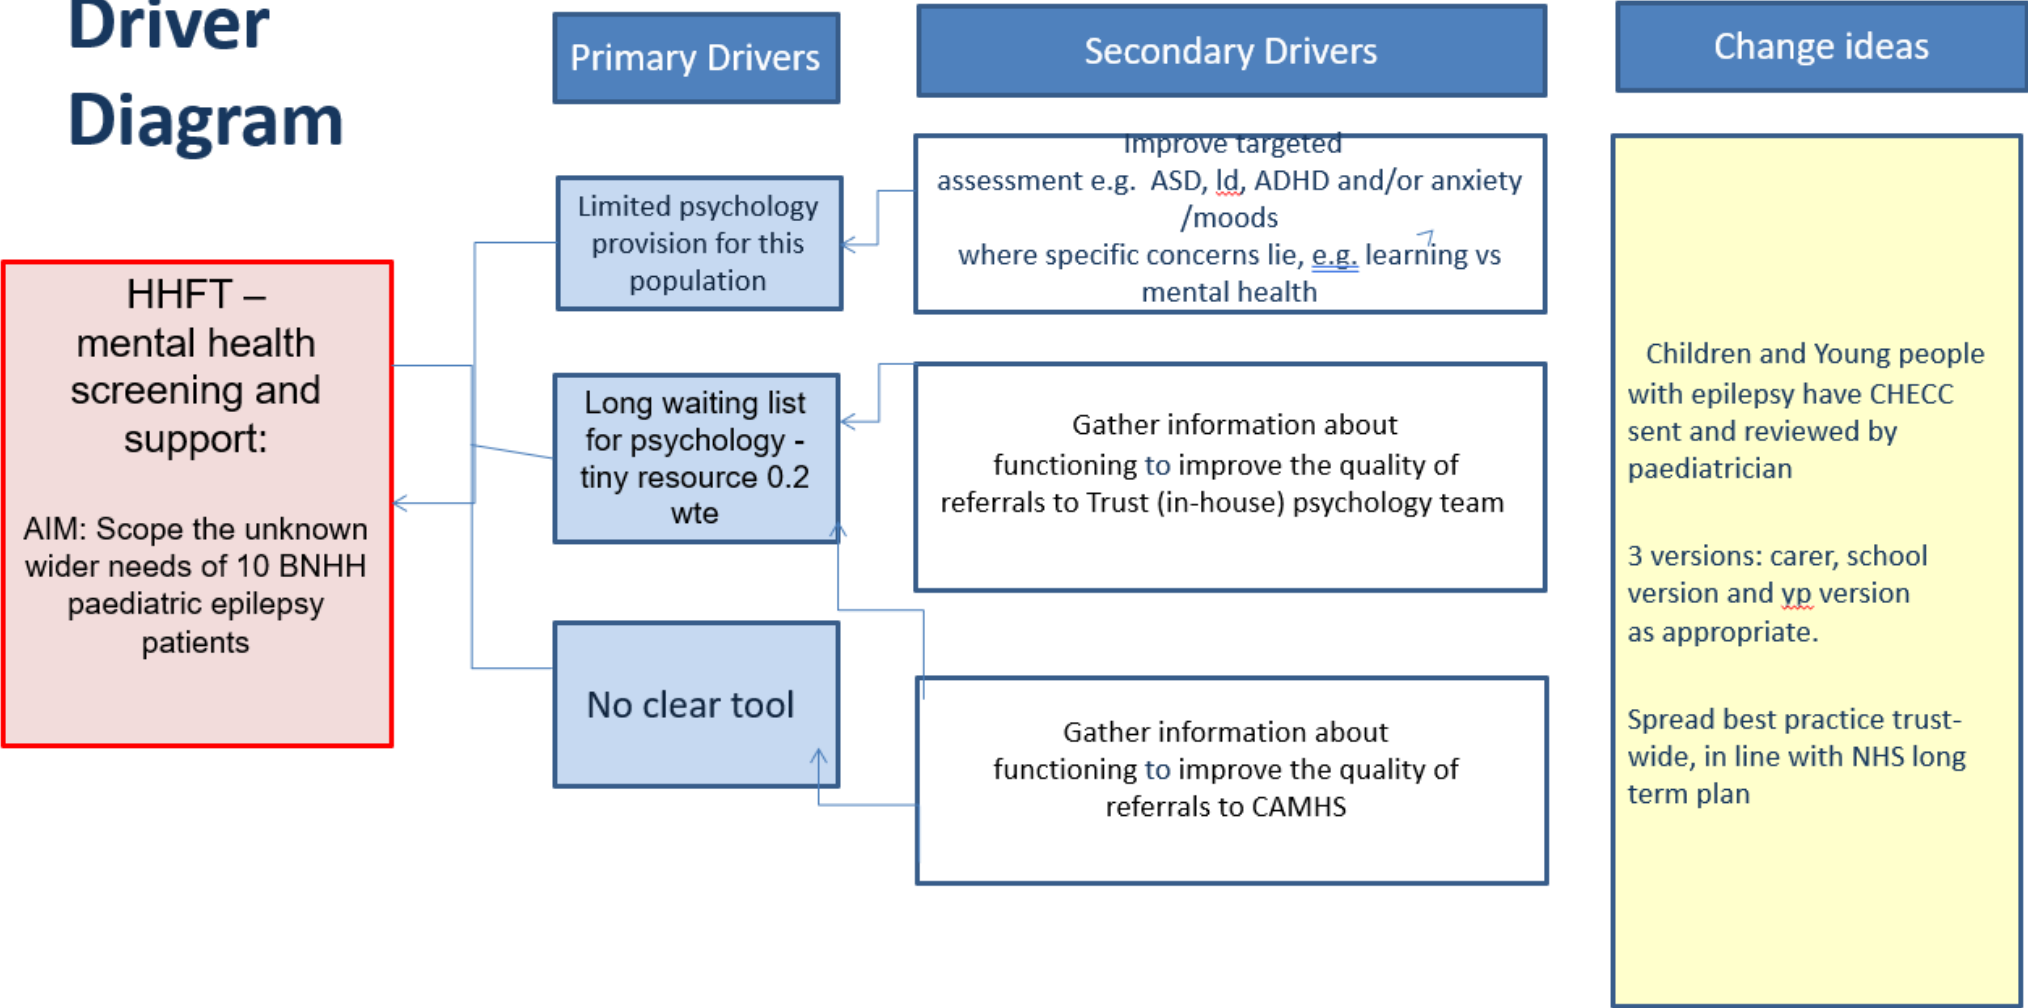 Driver
Diagram
Primary Drivers
Secondary Drivers
Change ideas
HHFT –
mental health
screening and
support:
AIM: Scope the unknown
wider needs of 10 BNHH
paediatric epilepsy
patients
Limited psychology
provision for this
population
Long waiting list
for psychology -
tiny resource 0.2
wte
No clear tool
Improve targeted
assessment e.g. ASD, ld, ADHD and/or anxiety
/moods
where specific concerns lie, e.g. learning vs
mental health
Gather information about
functioning to improve the quality of
referrals to Trust (in-house) psychology team
Gather information about
functioning to improve the quality of
referrals to CAMHS
Children and Young people
with epilepsy have CHECC
sent and reviewed by
paediatrician
3 versions: carer, school
version and yp version
as appropriate.
Spread best practice trust-
wide, in line with NHS long
term plan